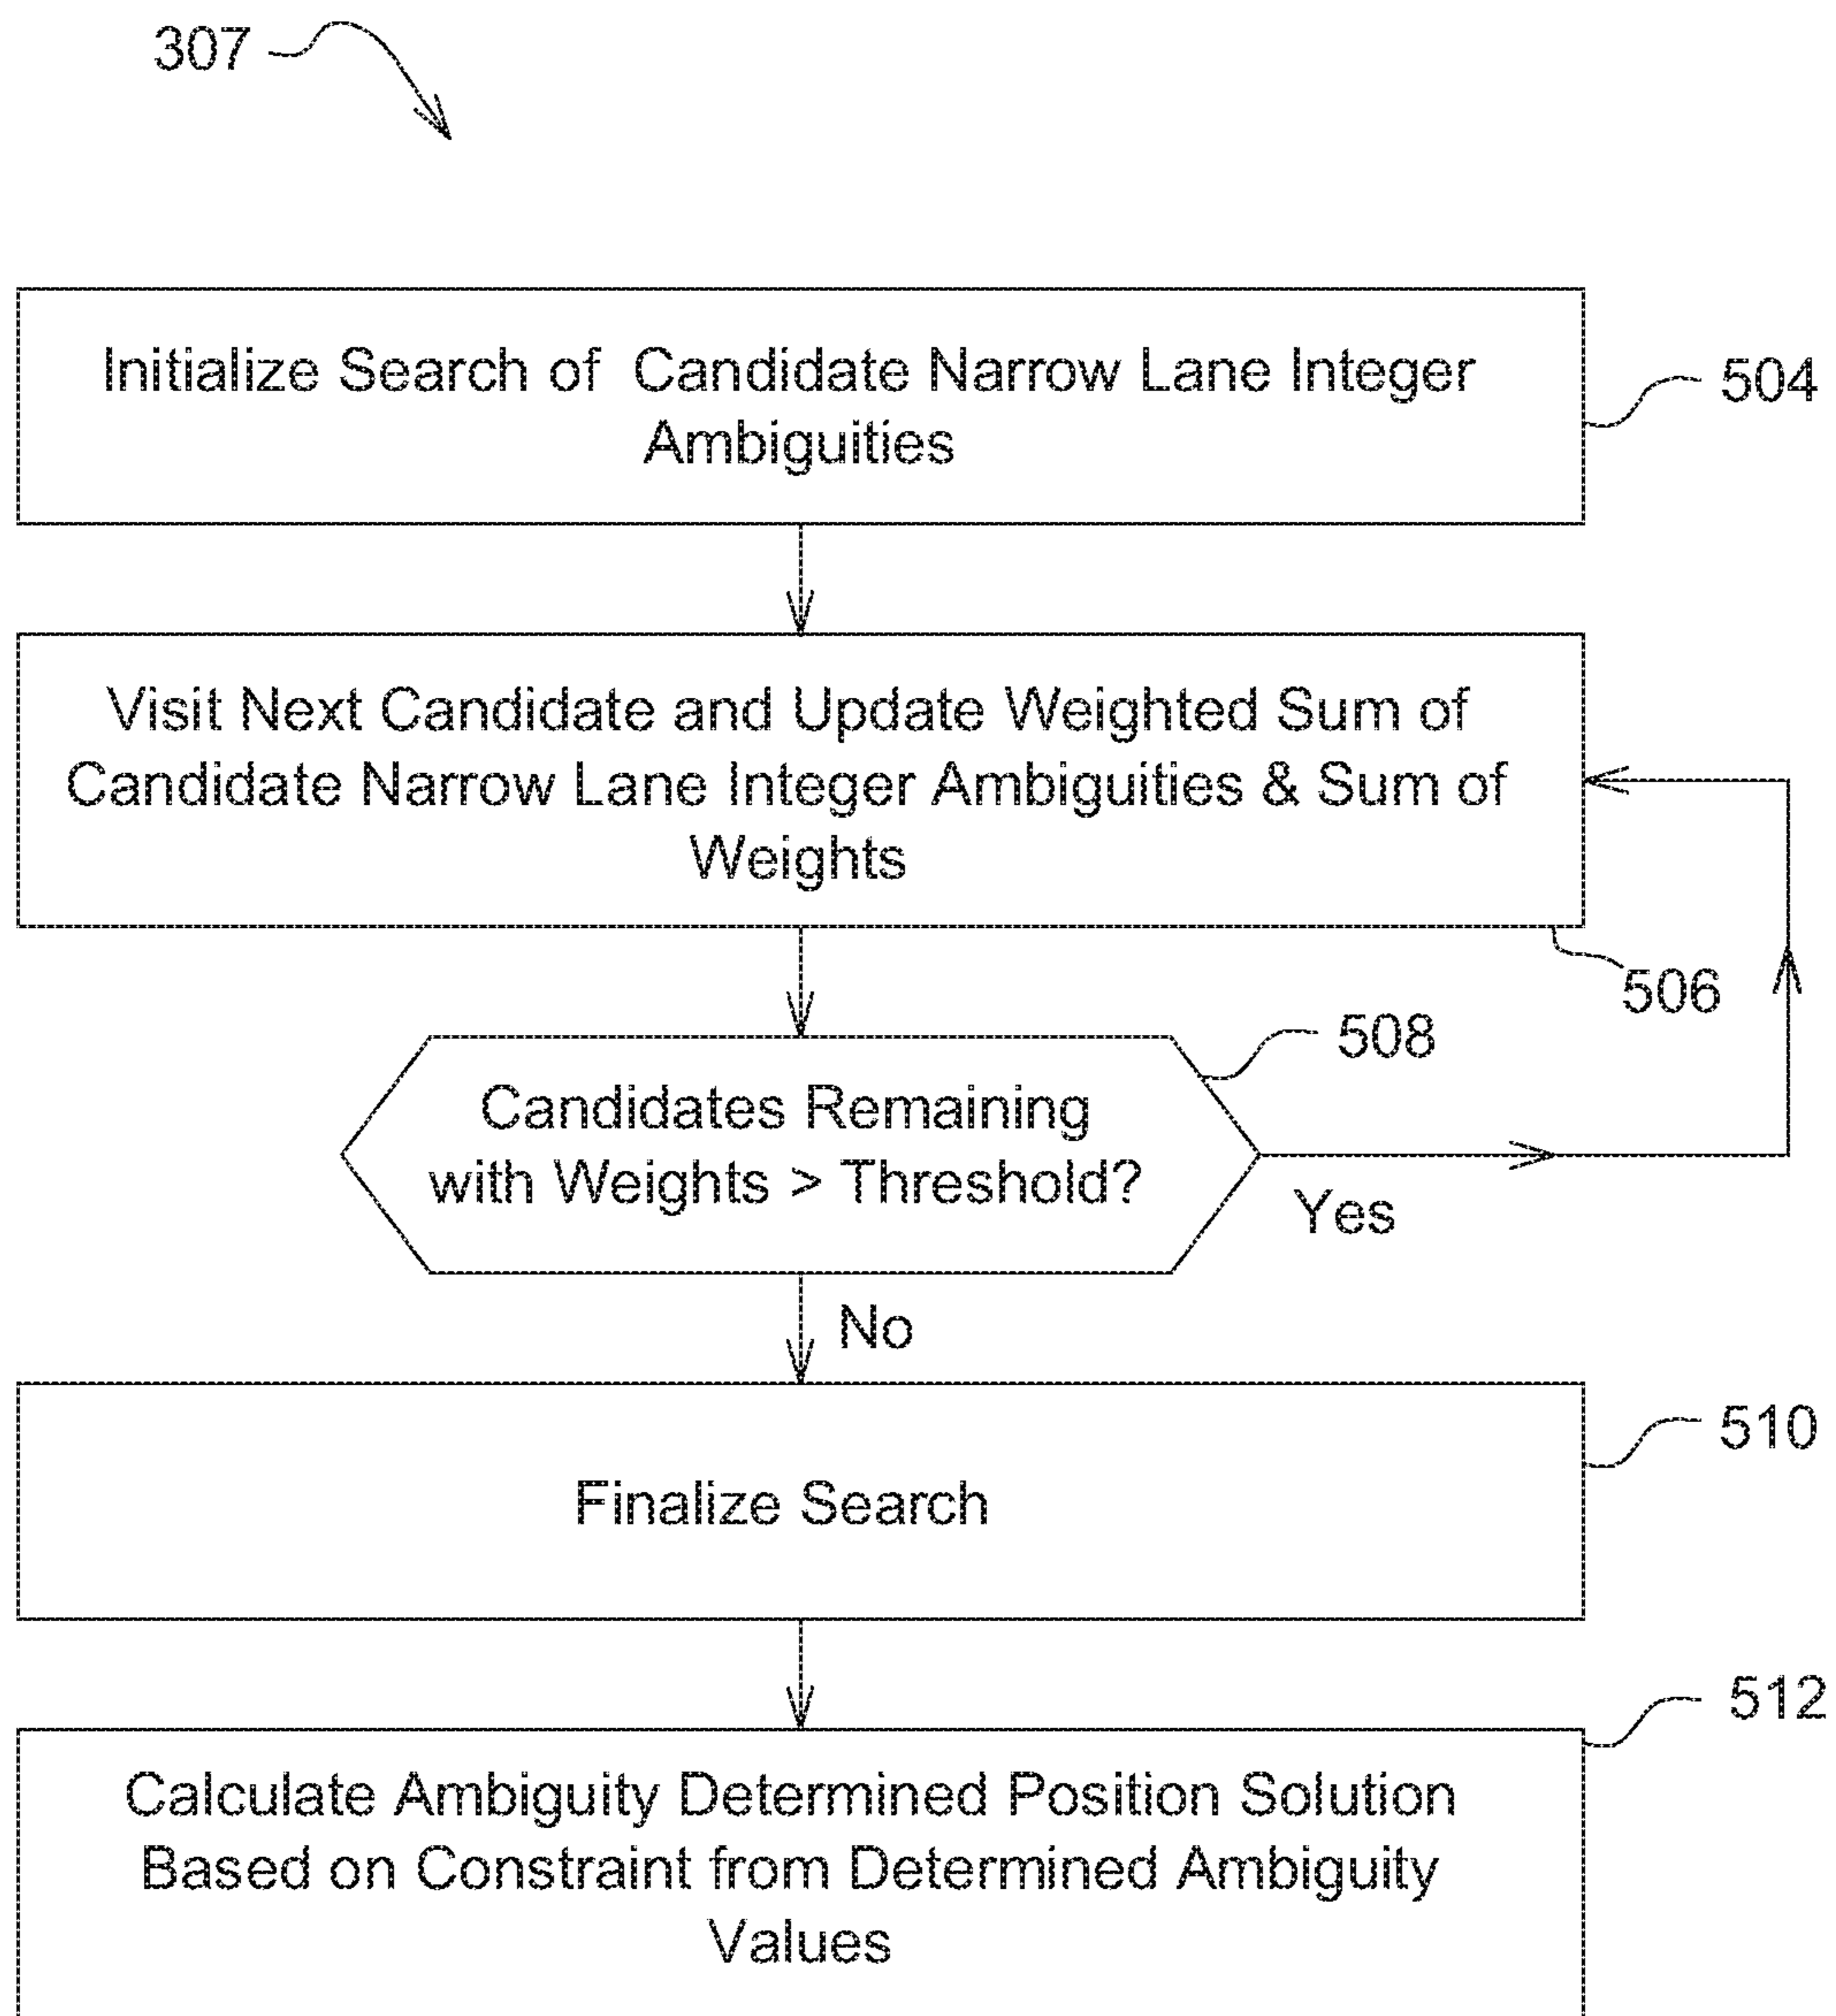 307
Initialize Search of Candidate Narrow Lane Integer
Ambiguities
504
Visit Next Candidate and Update Weighted Sum of
Candidate Narrow Lane Integer Ambiguities & Sum of
Weights
506
508
Candidates Remaining
with Weights > Threshold?
Yes
No
510
Finalize Search
512
Calculate Ambiguity Determined Position Solution
Based on Constraint from Determined Ambiguity
Values